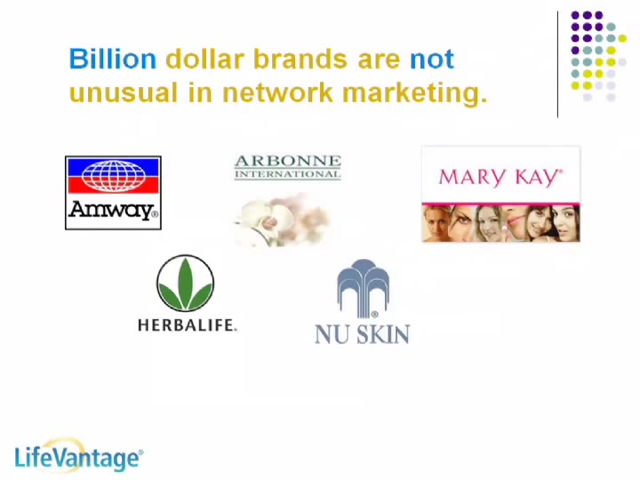 Billion dollar brands are not
unusual in network marketing.
Amway®
ARBONNE
INTERNATIONAL
MARY KAY®
HERBALIFE®
NU SKIN®
LifeVantage®